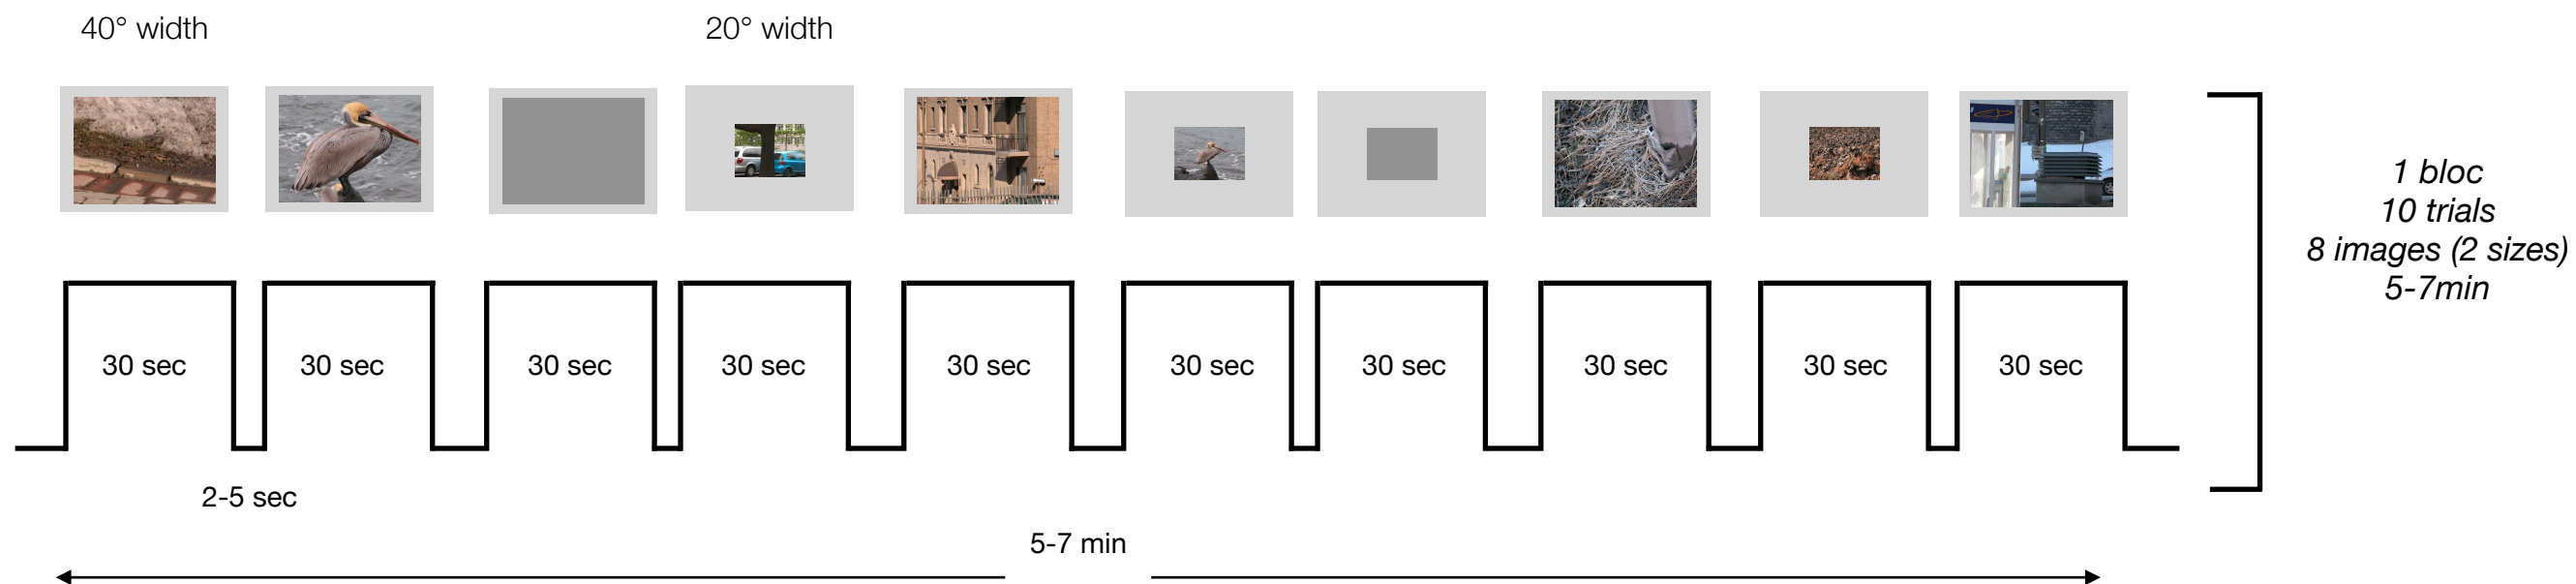 40° width
20° width
1 bloc
10 trials
8 images (2 sizes)
5-7min
30 sec
30 sec
30 sec
30 sec
30 sec
30 sec
30 sec
30 sec
30 sec
30 sec
2-5 sec
5-7 min